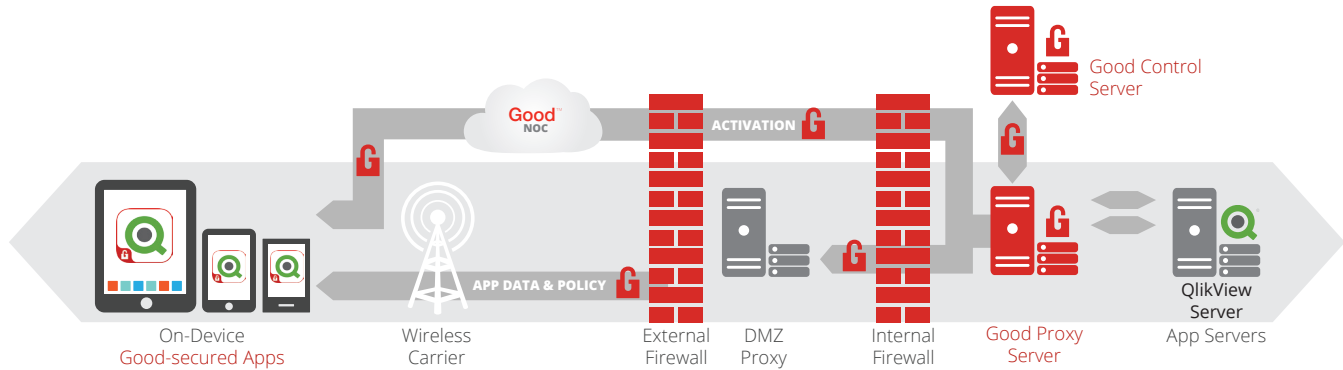 Good Control
Server
Good™
NOC
ACTIVATION
APP DATA & POLICY
QlikView
Server
On-Device
Good-secured Apps
Wireless
Carrier
External
Firewall
DMZ
Proxy
Internal
Firewall
Good Proxy
Server
App Servers